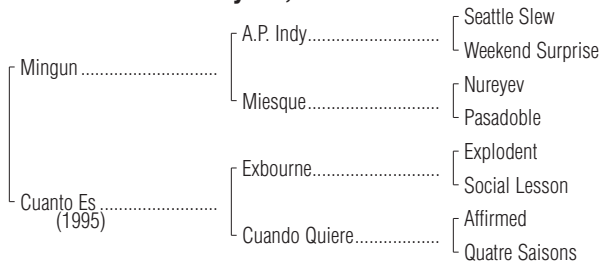 Seattle Slew
A.P. Indy
Weekend Surprise
Mingun
Nureyev
Miesque
Pasadoble
Explodent
Exbourne
Social Lesson
Cuanto Es
(1995)
Affirmed
Cuando Quiere
Quatre Saisons